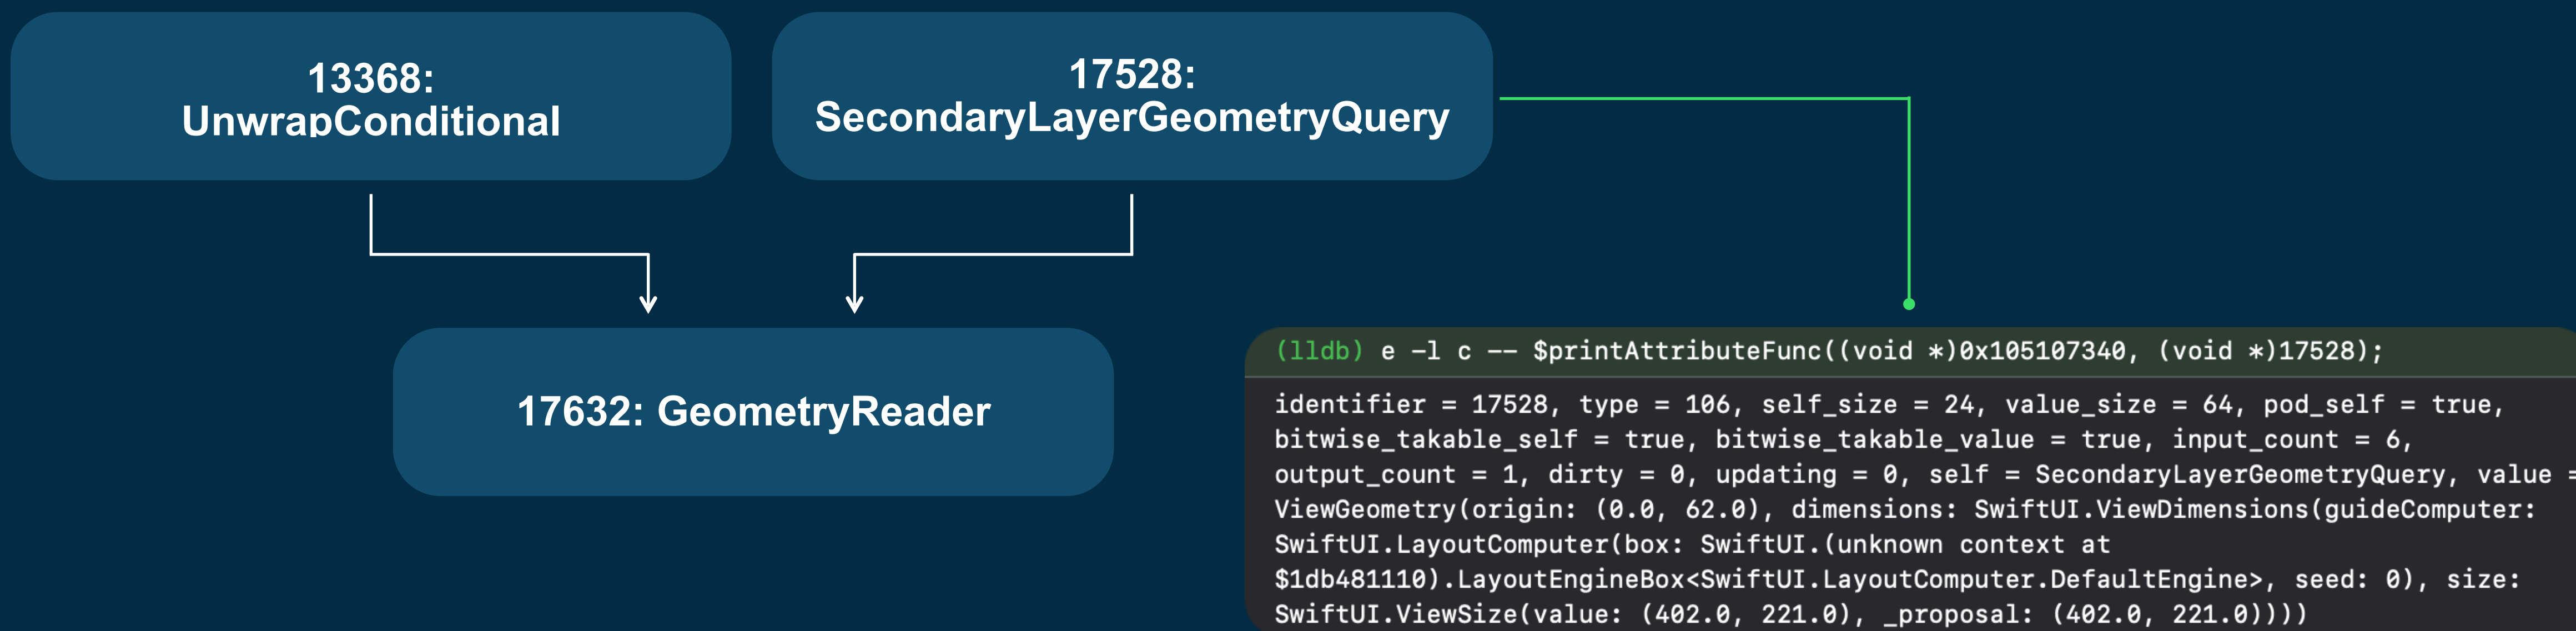 13368:
UnwrapConditional
17528:
SecondaryLayerGeometryQuery
17632: GeometryReader
(lldb) e -l c -- $printAttributeFunc((void *)0x105107340, (void *)17528);
identifier = 17528, type = 106, self_size = 24, value_size = 64, pod_self = true,
bitwise_takable_self = true, bitwise_takable_value = true, input_count = 6,
output_count = 1, dirty = 0, updating = 0, self = SecondaryLayerGeometryQuery, value =
ViewGeometry(origin: (0.0, 62.0), dimensions: SwiftUI.ViewDimensions(guideComputer:
SwiftUI.LayoutComputer(box: SwiftUI.(unknown context at
$1db481110).LayoutEngineBox<SwiftUI.LayoutComputer.DefaultEngine>, seed: 0), size:
SwiftUI.ViewSize(value: (402.0, 221.0), _proposal: (402.0, 221.0))))